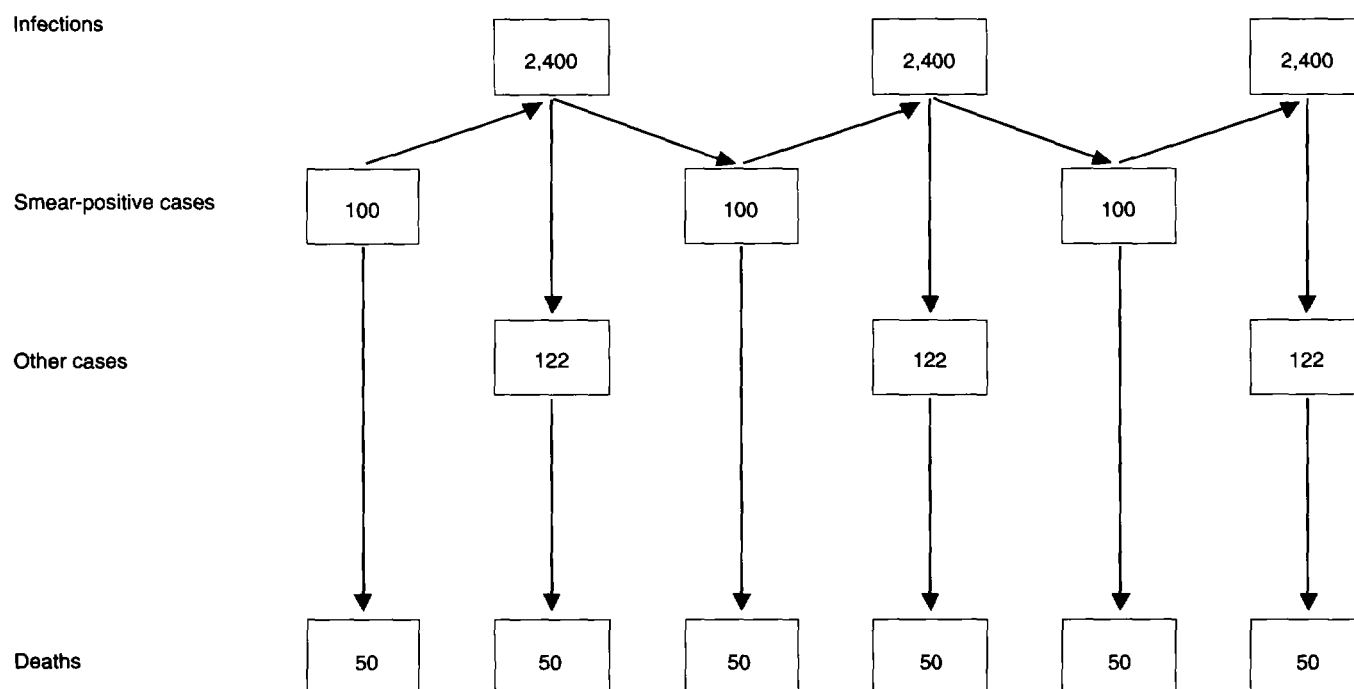 Infections
2,400 2,400 2,400
Smear-positive cases
100 100 100
Other cases
122 122 122
Deaths
50 50 50 50 50 50